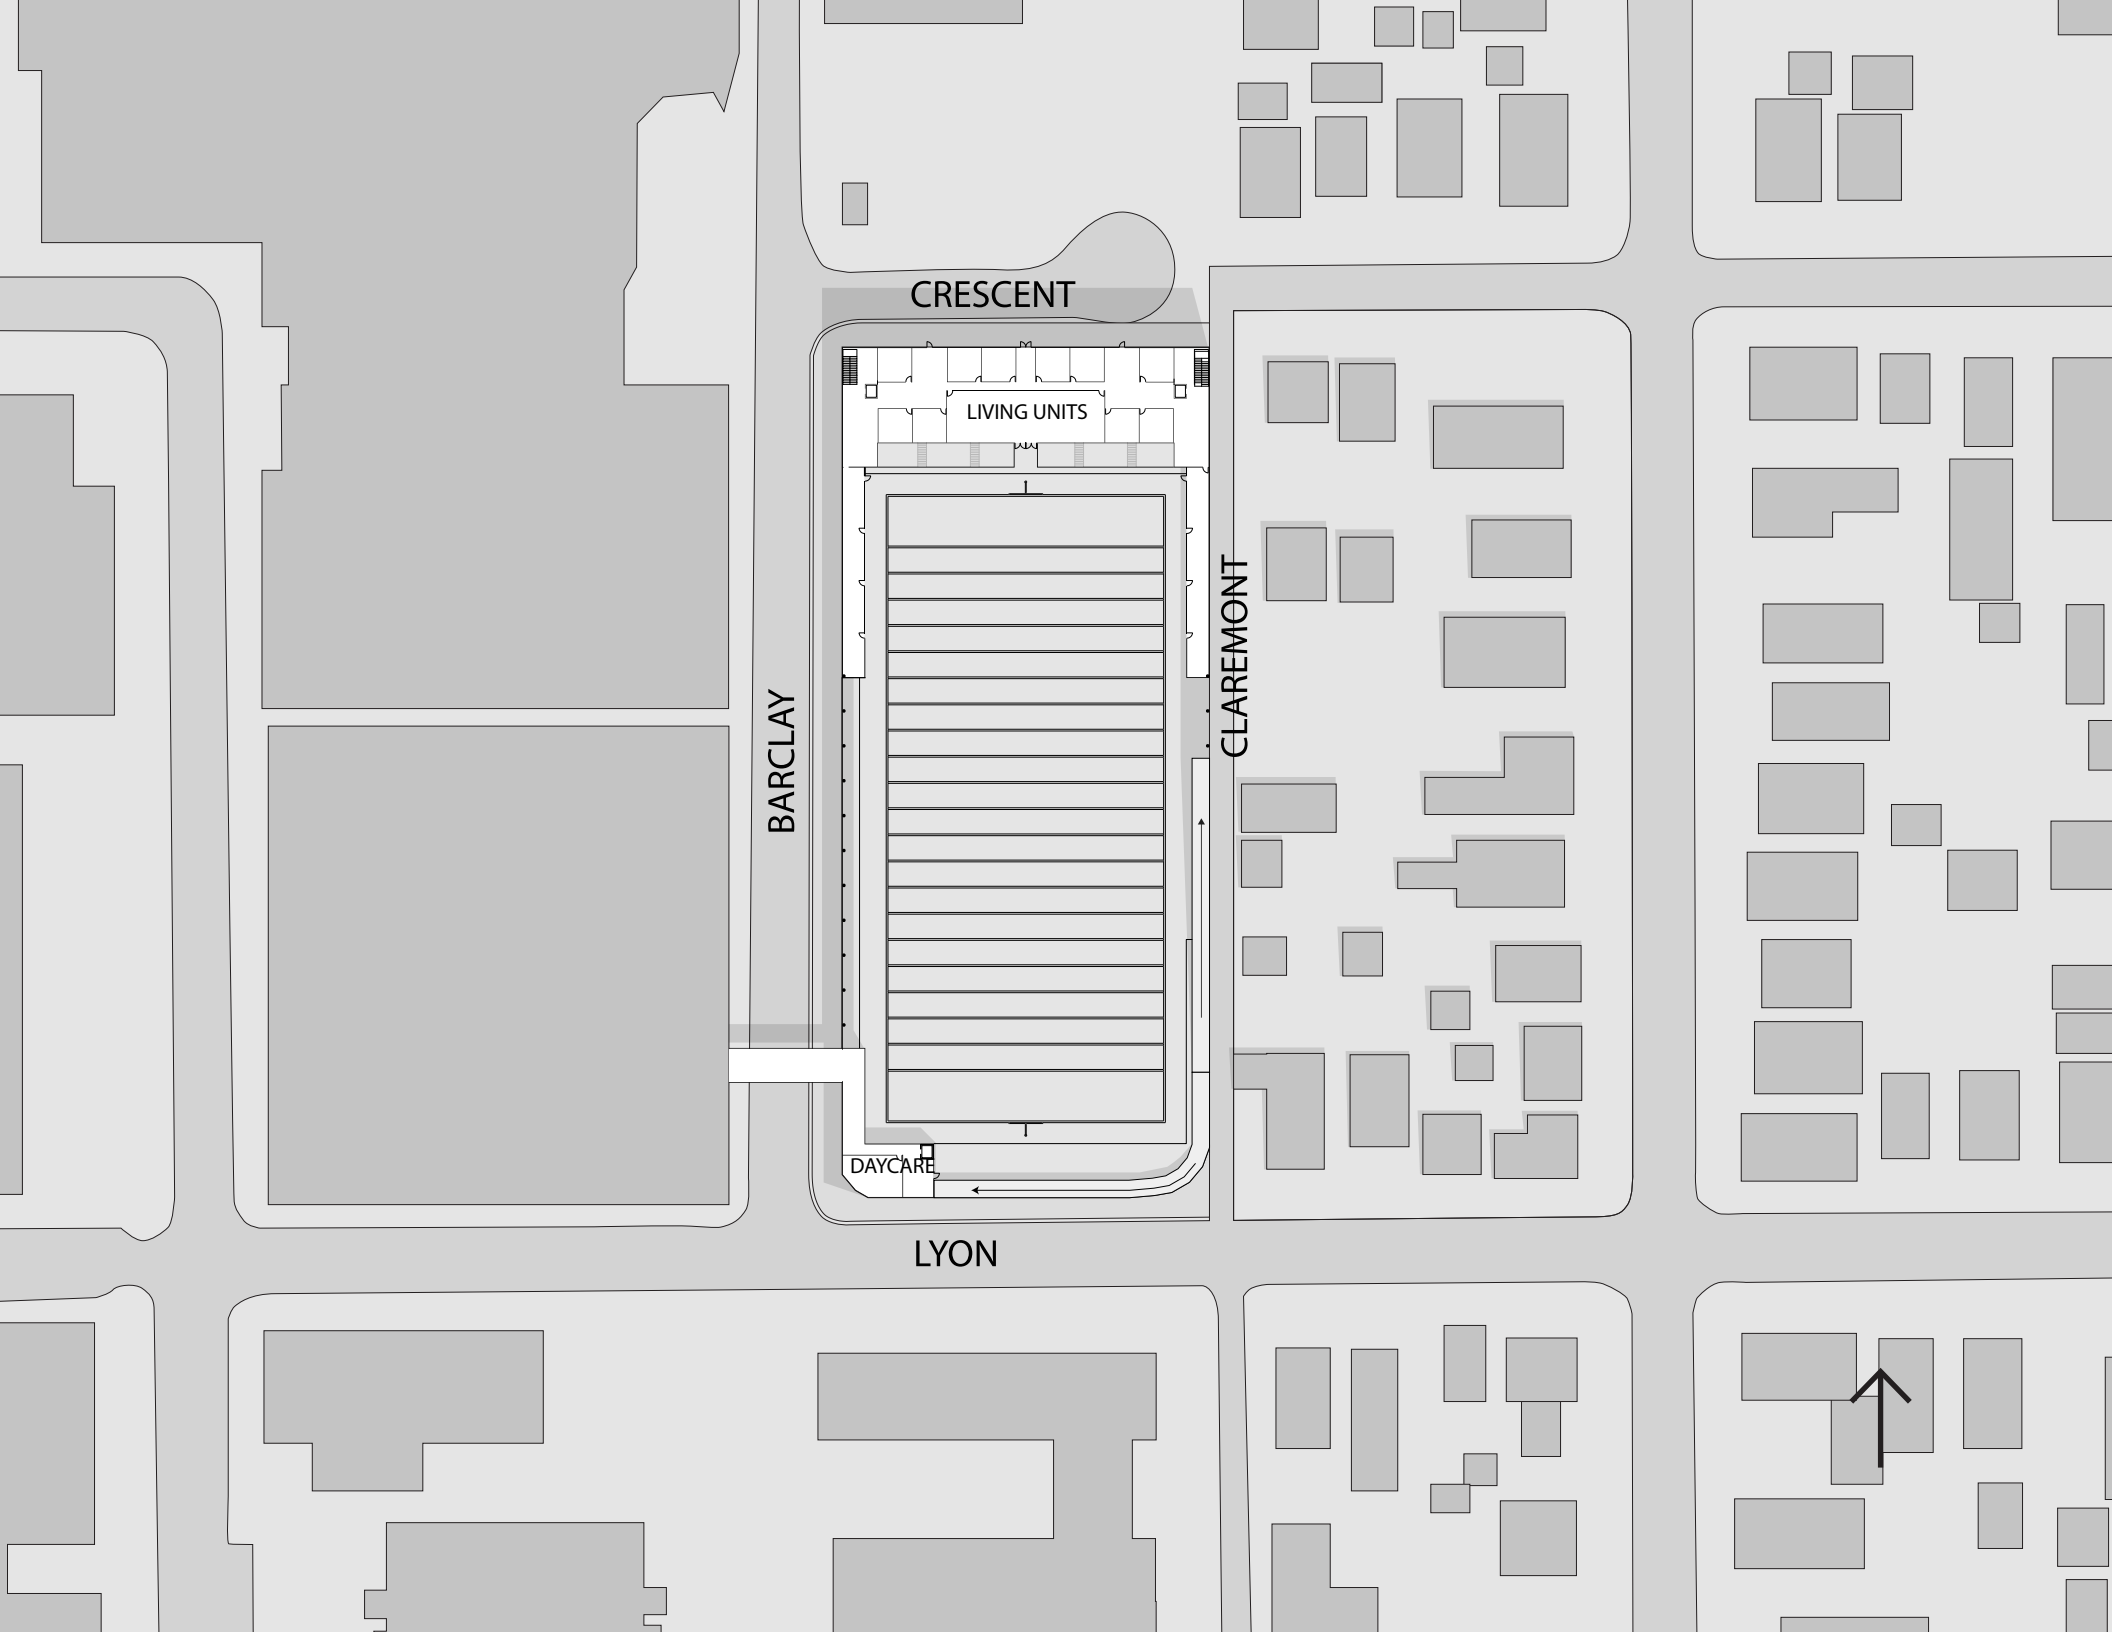 CRESCENT
LIVING UNITS
CLAREMONT
BARCLAY
DAYCARE
LYON